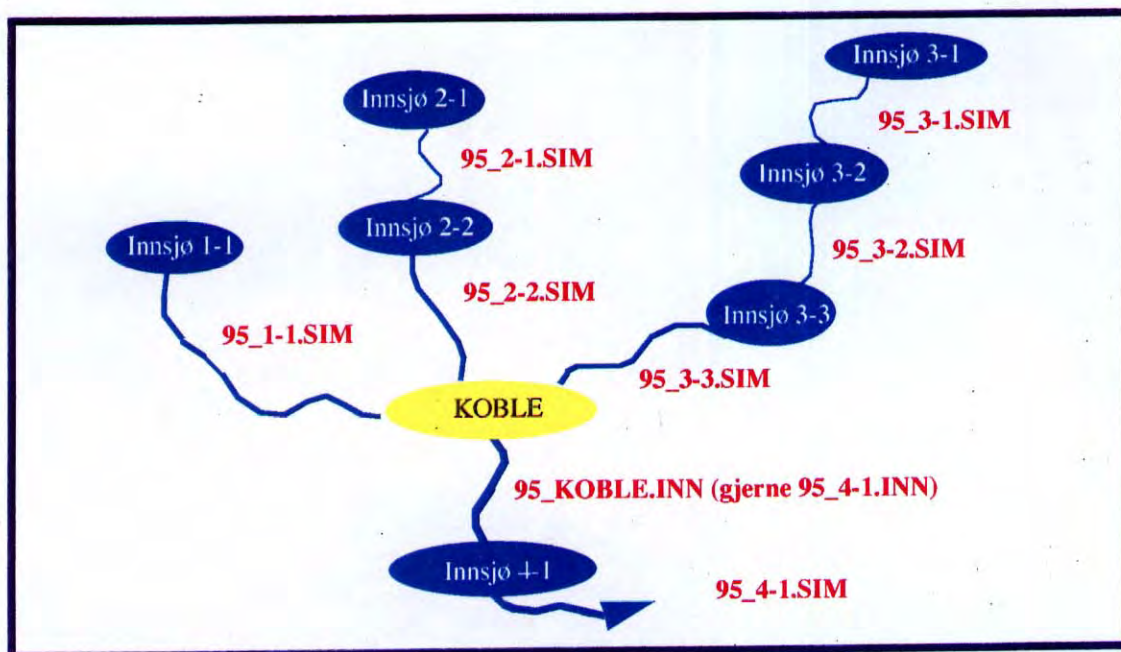 Innsjø 3-1
Innsjø 2-1
95_3-1.SIM
95_2-1.SIM
Innsjø 3-2
Innsjø 2-2
Innsjø 1-1
95_3-2.SIM
95_2-2.SIM
Innsjø 3-3
95_1-1.SIM
95_3-3.SIM
KOBLE
95_KOBLE.INN (gjerne 95_4-1.INN)
Innsjø 4-1
95_4-1.SIM